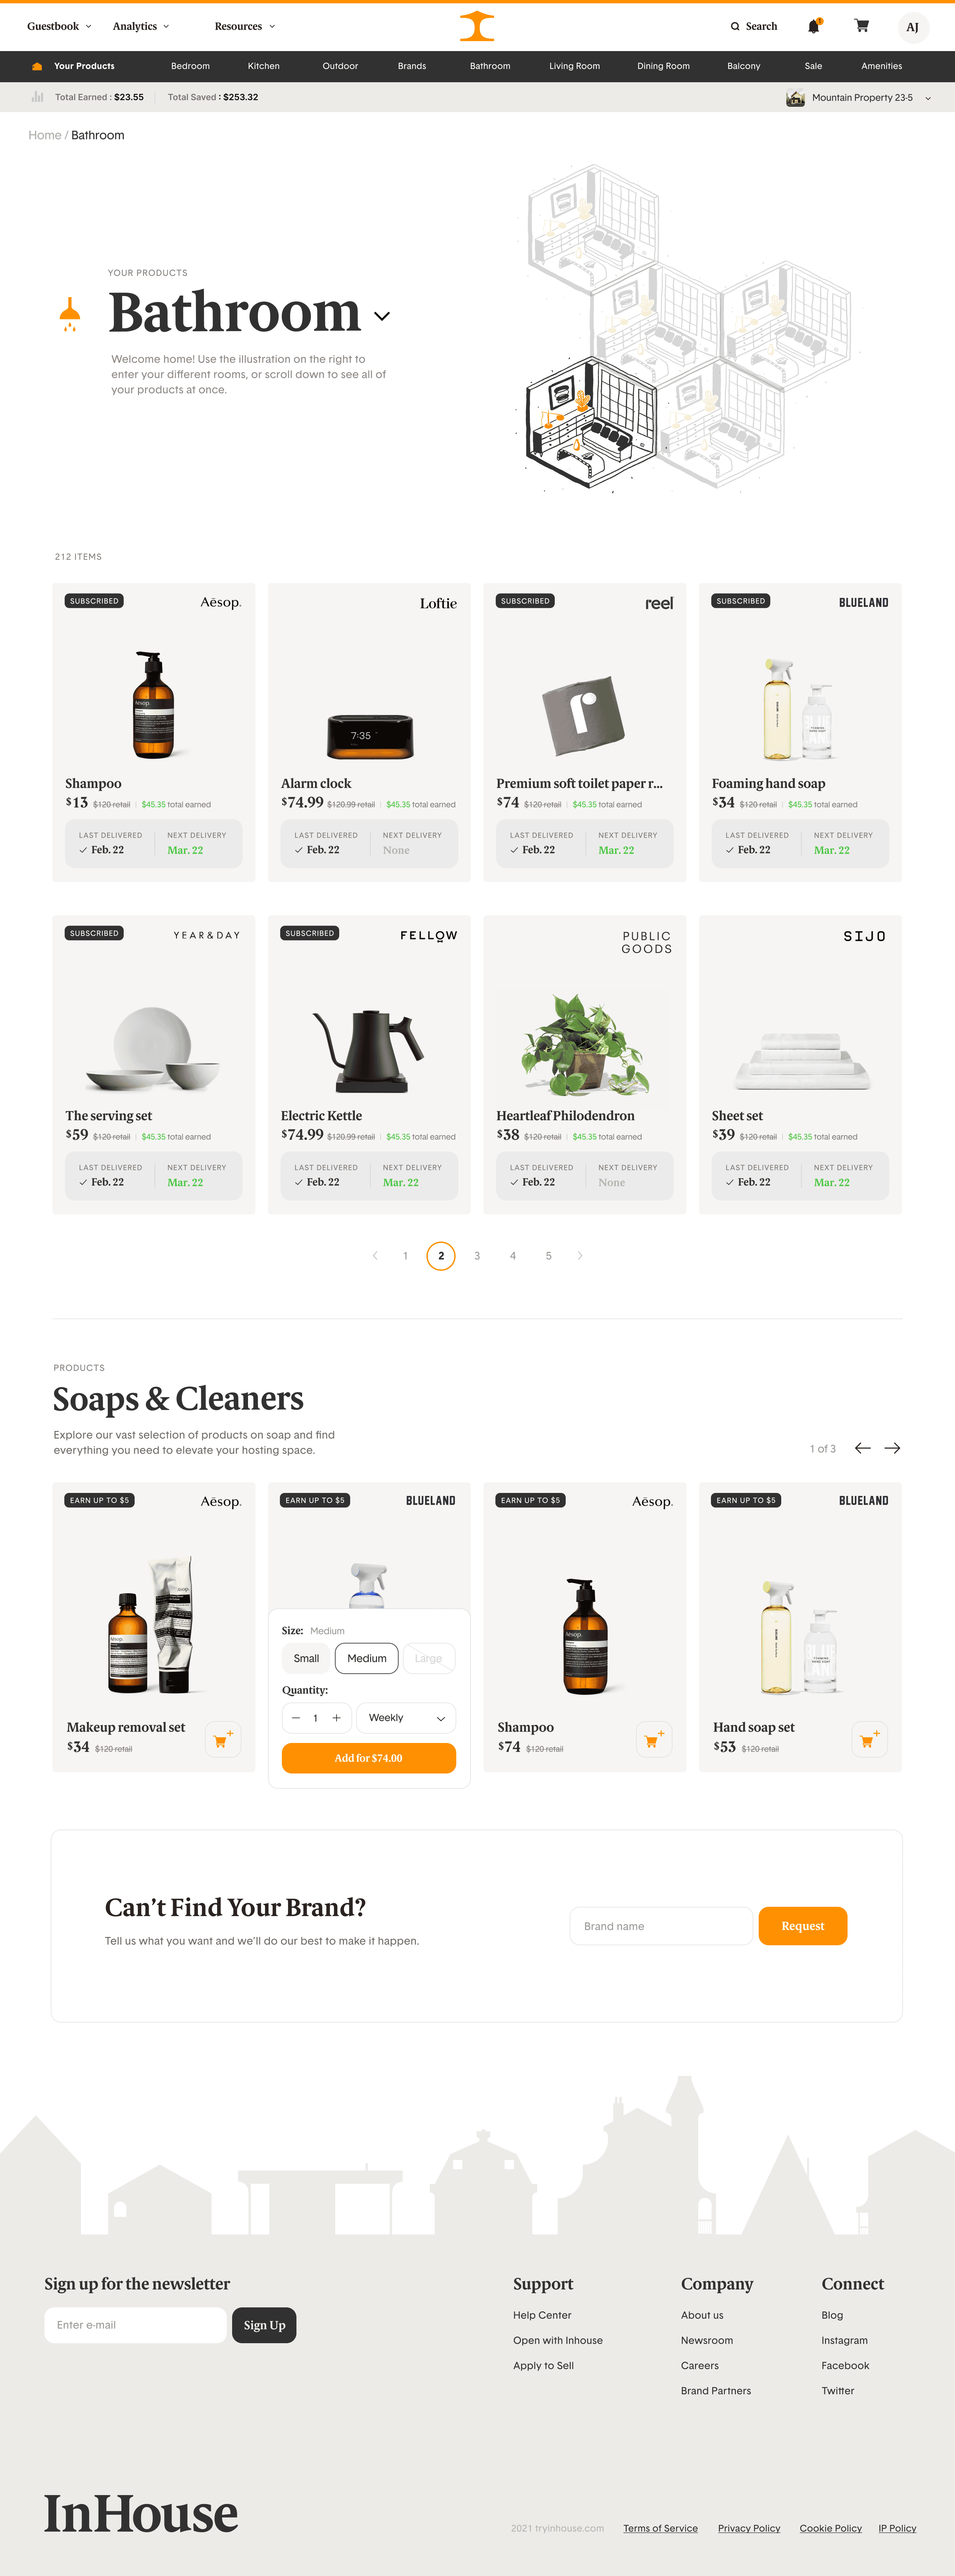 Guestbook Analytics Resources Search 1 AJ
Your Products Bedroom Kitchen Outdoor Brands Bathroom Living Room Dining Room Balcony Sale Amenities
Total Earned : $23.55 Total Saved : $253.32 Mountain Property 23-5
Home / Bathroom
YOUR PRODUCTS
Bathroom
Welcome home! Use the illustration on the right to
enter your different rooms, or scroll down to see all of
your products at once.
212 ITEMS
SUBSCRIBED Aēsop.
Aēsop.
Shampoo
$13 $120 retail $45.35 total earned
LAST DELIVERED NEXT DELIVERY
Feb. 22 Mar. 22
Loftie
7:35
Alarm clock
$74.99 $120.99 retail $45.35 total earned
LAST DELIVERED NEXT DELIVERY
Feb. 22 None
SUBSCRIBED reel
r
Premium soft toilet paper r...
$74 $120 retail $45.35 total earned
LAST DELIVERED NEXT DELIVERY
Feb. 22 Mar. 22
SUBSCRIBED BLUELAND
Foaming hand soap
$34 $120 retail $45.35 total earned
LAST DELIVERED NEXT DELIVERY
Feb. 22 Mar. 22
SUBSCRIBED YEAR&DAY
The serving set
$59 $120 retail $45.35 total earned
LAST DELIVERED NEXT DELIVERY
Feb. 22 Mar. 22
SUBSCRIBED FELLOW
Electric Kettle
$74.99 $120.99 retail $45.35 total earned
LAST DELIVERED NEXT DELIVERY
Feb. 22 Mar. 22
PUBLIC
GOODS
Heartleaf Philodendron
$38 $120 retail $45.35 total earned
LAST DELIVERED NEXT DELIVERY
Feb. 22 None
SIJO
Sheet set
$39 $120 retail $45.35 total earned
LAST DELIVERED NEXT DELIVERY
Feb. 22 Mar. 22
1 2 3 4 5
PRODUCTS
Soaps & Cleaners
Explore our vast selection of products on soap and find
everything you need to elevate your hosting space.
1 of 3
EARN UP TO $5 Aēsop.
Aēsop.
Makeup removal set
$34 $120 retail
EARN UP TO $5 BLUELAND
Size: Medium
Small Medium Large
Quantity:
1 Weekly
Add for $74.00
EARN UP TO $5 Aēsop.
Aēsop.
Shampoo
$74 $120 retail
EARN UP TO $5 BLUELAND
Hand soap set
$53 $120 retail
Can't Find Your Brand?
Tell us what you want and we'll do our best to make it happen.
Brand name Request
Sign up for the newsletter
Enter e-mail Sign Up
Support
Help Center
Open with Inhouse
Apply to Sell
Company
About us
Newsroom
Careers
Brand Partners
Connect
Blog
Instagram
Facebook
Twitter
InHouse
2021 tryinhouse.com Terms of Service Privacy Policy Cookie Policy IP Policy